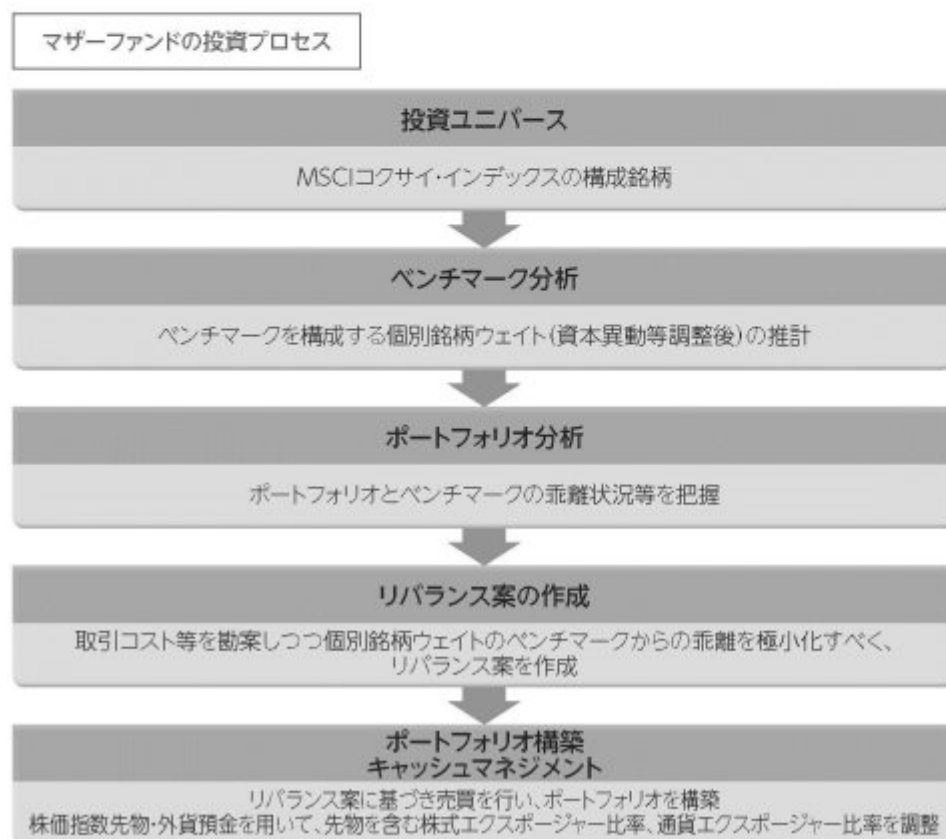 マザーファンドの投資プロセス
投資ユニバース
MSCIコクサイ・インデックスの構成銘柄
ベンチマーク分析
ベンチマークを構成する個別銘柄ウェイト(資本異動等調整後)の推計
ポートフォリオ分析
ポートフォリオとベンチマークの乖離状況等を把握
リバランス案の作成
取引コスト等を勘案しつつ個別銘柄ウェイトのベンチマークからの乖離を極小化すべく、
リバランス案を作成
ポートフォリオ構築
キャッシュマネジメント
リバランス案に基づき売買を行い、ポートフォリオを構築
株価指数先物・外貨預金を用いて、先物を含む株式エクスポージャー比率、通貨エクスポージャー比率を調整